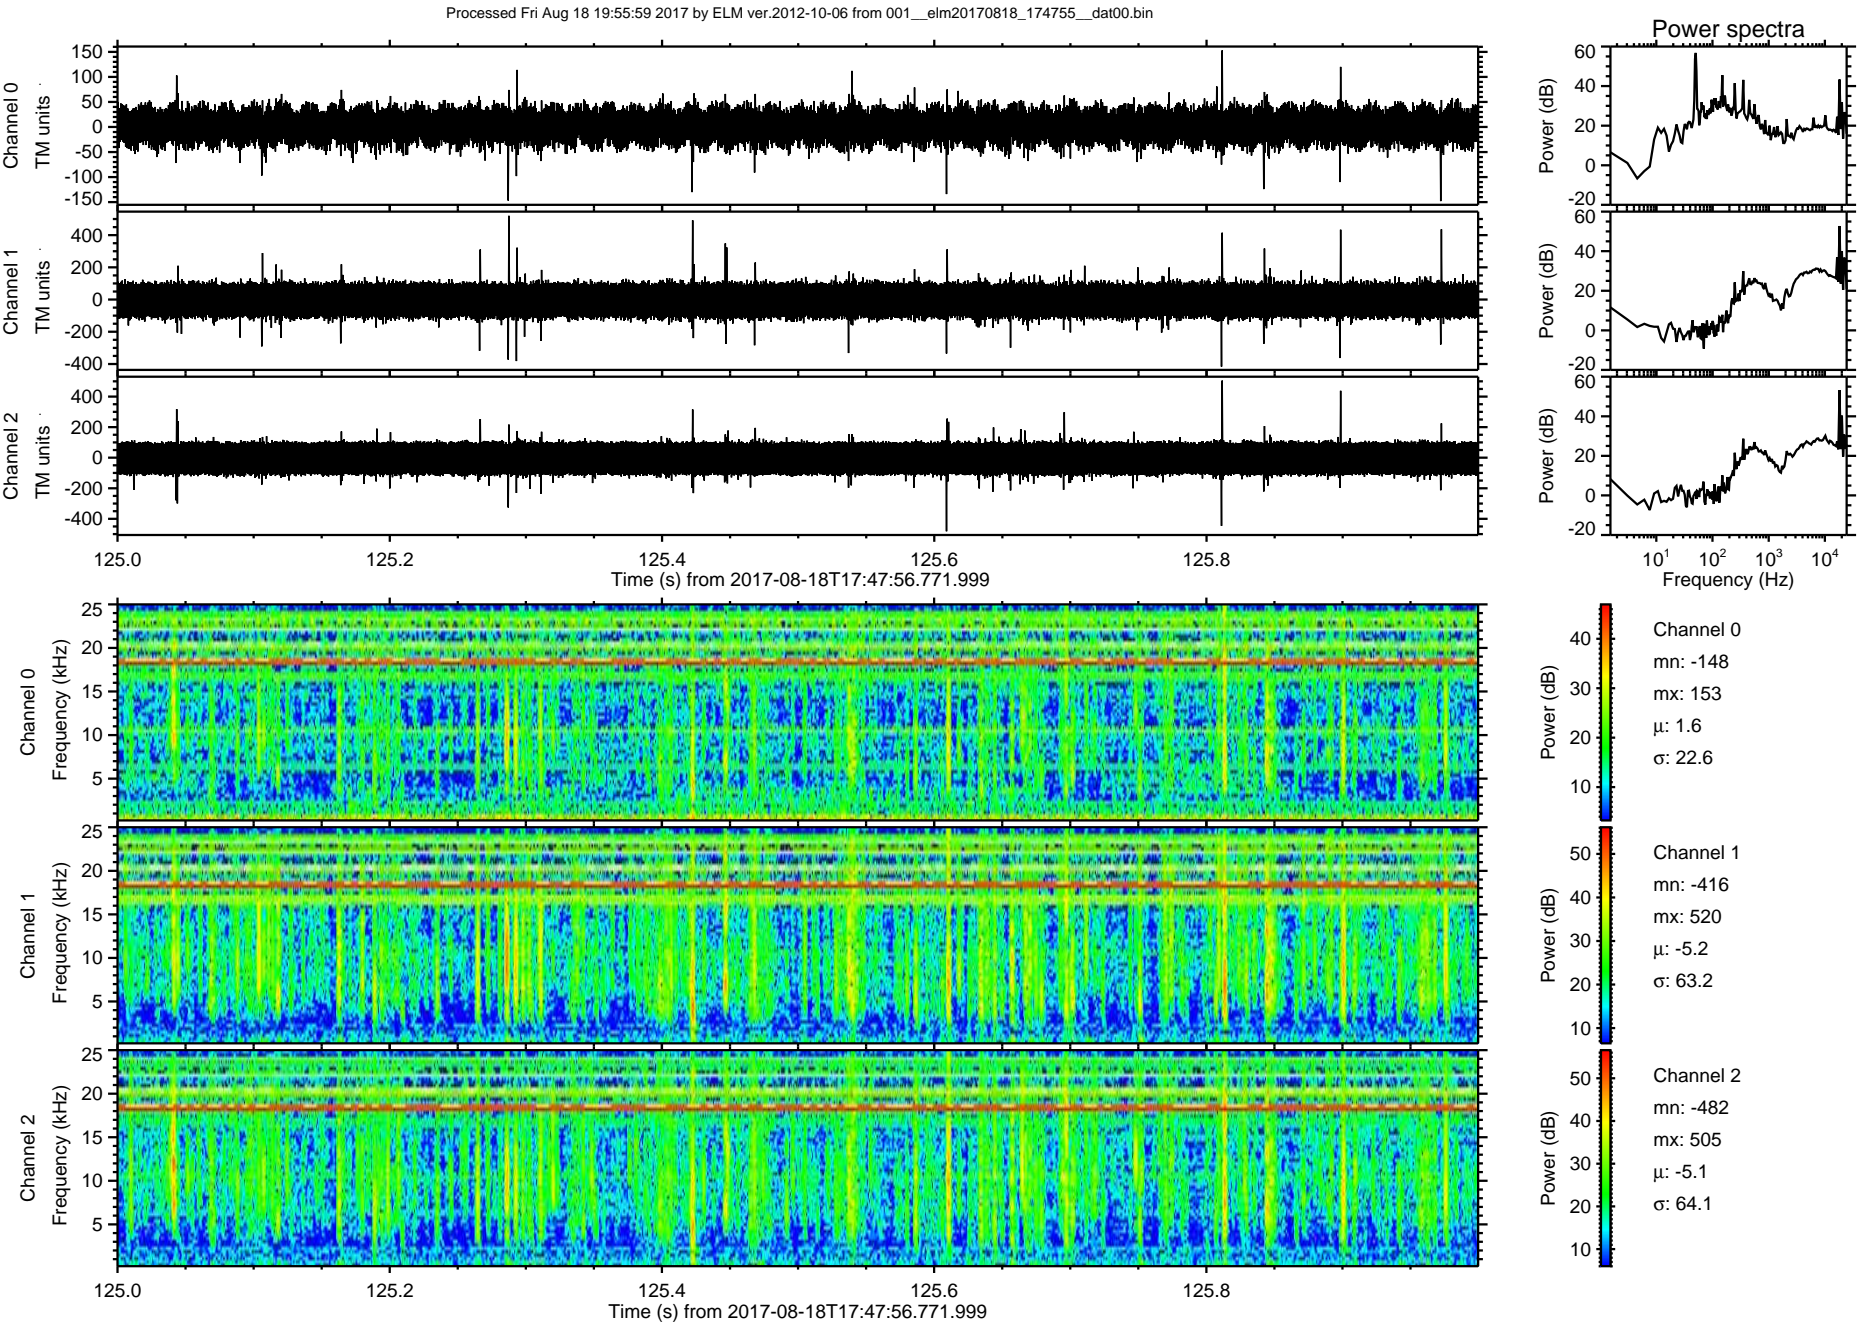 Processed Fri Aug 18 19:55:59 2017 by ELM ver.2012-10-06 from 001__elm20170818_174755__dat00.bin
Power spectra
Channel 0
TM units
150
100
50
0
-50
-100
-150
Power (dB)
60
40
20
0
-20
Channel 1
TM units
400
200
0
-200
-400
Power (dB)
60
40
20
0
-20
Channel 2
TM units
400
200
0
-200
-400
Power (dB)
60
40
20
0
-20
125.0 125.2 125.4 125.6 125.8
Time (s) from 2017-08-18T17:47:56.771.999
10¹ 10² 10³ 10⁴
Frequency (Hz)
Channel 0
Frequency (kHz)
25
20
15
10
5
Power (dB)
40
30
20
10
Channel 0
mn: -148
mx: 153
μ: 1.6
σ: 22.6
Channel 1
Frequency (kHz)
25
20
15
10
5
Power (dB)
50
40
30
20
10
Channel 1
mn: -416
mx: 520
μ: -5.2
σ: 63.2
Channel 2
Frequency (kHz)
25
20
15
10
5
Power (dB)
50
40
30
20
10
Channel 2
mn: -482
mx: 505
μ: -5.1
σ: 64.1
125.0 125.2 125.4 125.6 125.8
Time (s) from 2017-08-18T17:47:56.771.999